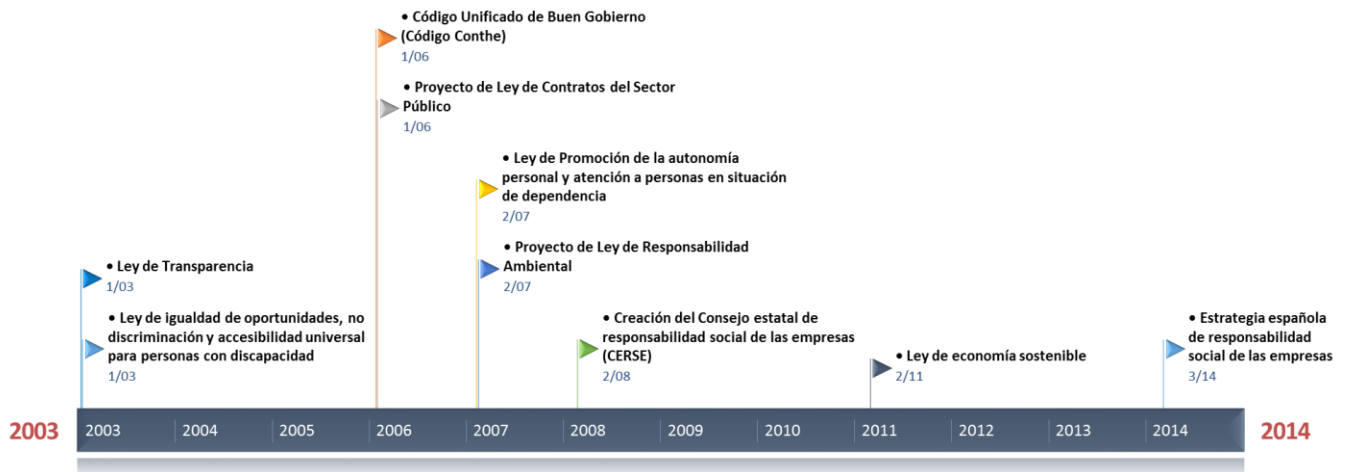 • Código Unificado de Buen Gobierno
(Código Conthe)
1/06
• Proyecto de Ley de Contratos del Sector
Público
1/06
• Ley de Promoción de la autonomía
personal y atención a personas en situación
de dependencia
2/07
• Proyecto de Ley de Responsabilidad
Ambiental
2/07
• Ley de Transparencia
1/03
• Ley de igualdad de oportunidades, no
discriminación y accesibilidad universal
para personas con discapacidad
1/03
• Creación del Consejo estatal de
responsabilidad social de las empresas
(CERSE)
2/08
• Ley de economía sostenible
2/11
• Estrategia española
de responsabilidad
social de las empresas
3/14
2003 2003 2004 2005 2006 2007 2008 2009 2010 2011 2012 2013 2014 2014